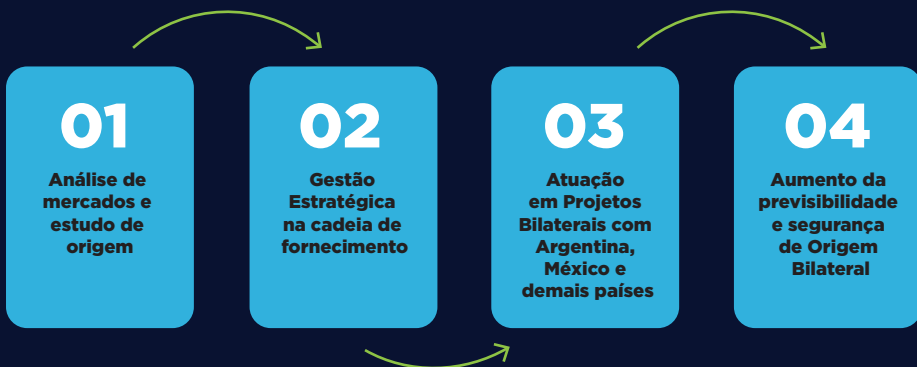 01
Análise de
mercados e
estudo de
origem
02
Gestão
Estratégica
na cadeia de
fornecimento
03
Atuação
em Projetos
Bilaterais com
Argentina,
México e
demais países
04
Aumento da
previsibilidade
e segurança
de Origem
Bilateral